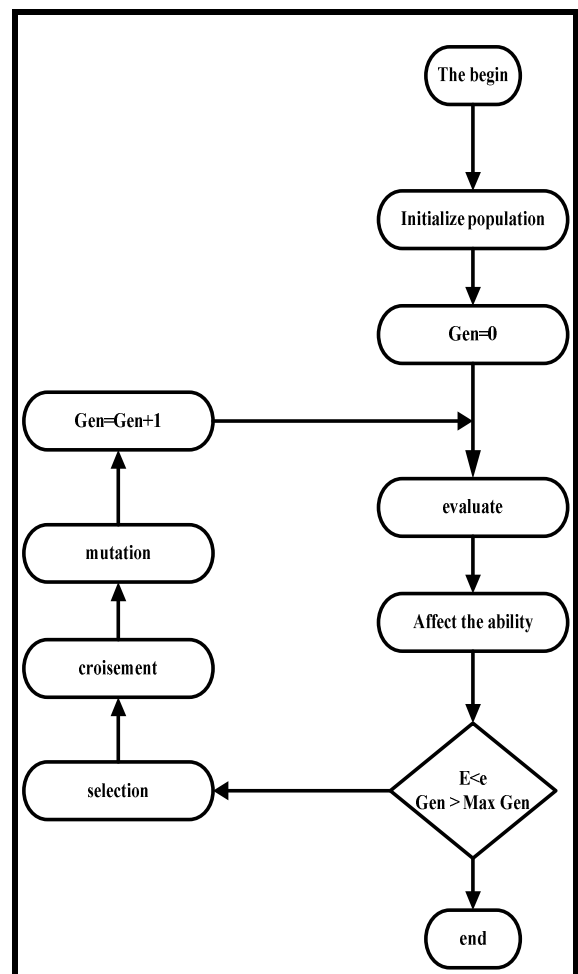 The begin
Initialize population
Gen=0
Gen=Gen+1
evaluate
mutation
Affect the ability
croisement
selection
E<e
Gen > Max Gen
end